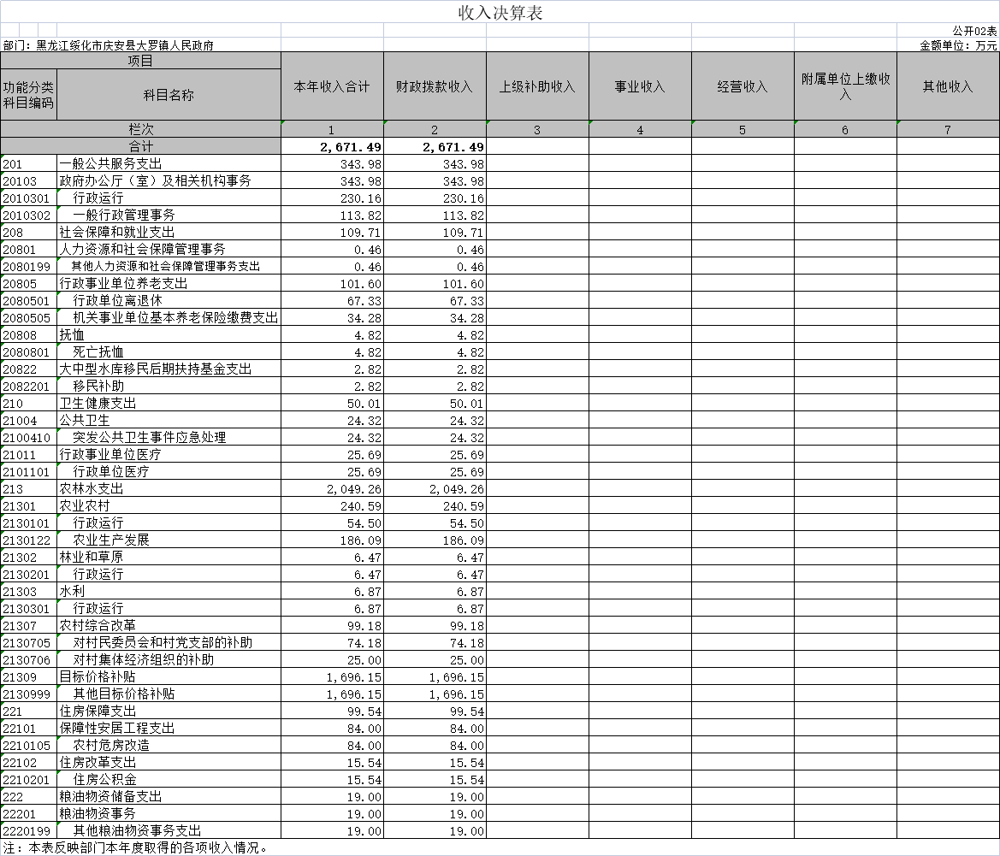 收入决算表
公开02表
部门：黑龙江绥化市庆安县大罗镇人民政府 金额单位：万元
项目 本年收入合计 财政拨款收入 上级补助收入 事业收入 经营收入 附属单位上缴收入 其他收入
功能分类科目编码 科目名称
栏次 1 2 3 4 5 6 7
合计 2,671.49 2,671.49
201 一般公共服务支出 343.98 343.98
20103 政府办公厅（室）及相关机构事务 343.98 343.98
2010301 行政运行 230.16 230.16
2010302 一般行政管理事务 113.82 113.82
208 社会保障和就业支出 109.71 109.71
20801 人力资源和社会保障管理事务 0.46 0.46
2080199 其他人力资源和社会保障管理事务支出 0.46 0.46
20805 行政事业单位养老支出 101.60 101.60
2080501 行政单位离退休 67.33 67.33
2080505 机关事业单位基本养老保险缴费支出 34.28 34.28
20808 抚恤 4.82 4.82
2080801 死亡抚恤 4.82 4.82
20822 大中型水库移民后期扶持基金支出 2.82 2.82
2082201 移民补助 2.82 2.82
210 卫生健康支出 50.01 50.01
21004 公共卫生 24.32 24.32
2100410 突发公共卫生事件应急处理 24.32 24.32
21011 行政事业单位医疗 25.69 25.69
2101101 行政单位医疗 25.69 25.69
213 农林水支出 2,049.26 2,049.26
21301 农业农村 240.59 240.59
2130101 行政运行 54.50 54.50
2130122 农业生产发展 186.09 186.09
21302 林业和草原 6.47 6.47
2130201 行政运行 6.47 6.47
21303 水利 6.87 6.87
2130301 行政运行 6.87 6.87
21307 农村综合改革 99.18 99.18
2130705 对村民委员会和村党支部的补助 74.18 74.18
2130706 对村集体经济组织的补助 25.00 25.00
21309 目标价格补贴 1,696.15 1,696.15
2130999 其他目标价格补贴 1,696.15 1,696.15
221 住房保障支出 99.54 99.54
22101 保障性安居工程支出 84.00 84.00
2210105 农村危房改造 84.00 84.00
22102 住房改革支出 15.54 15.54
2210201 住房公积金 15.54 15.54
222 粮油物资储备支出 19.00 19.00
22201 粮油物资事务 19.00 19.00
2220199 其他粮油物资事务支出 19.00 19.00
注：本表反映部门本年度取得的各项收入情况。